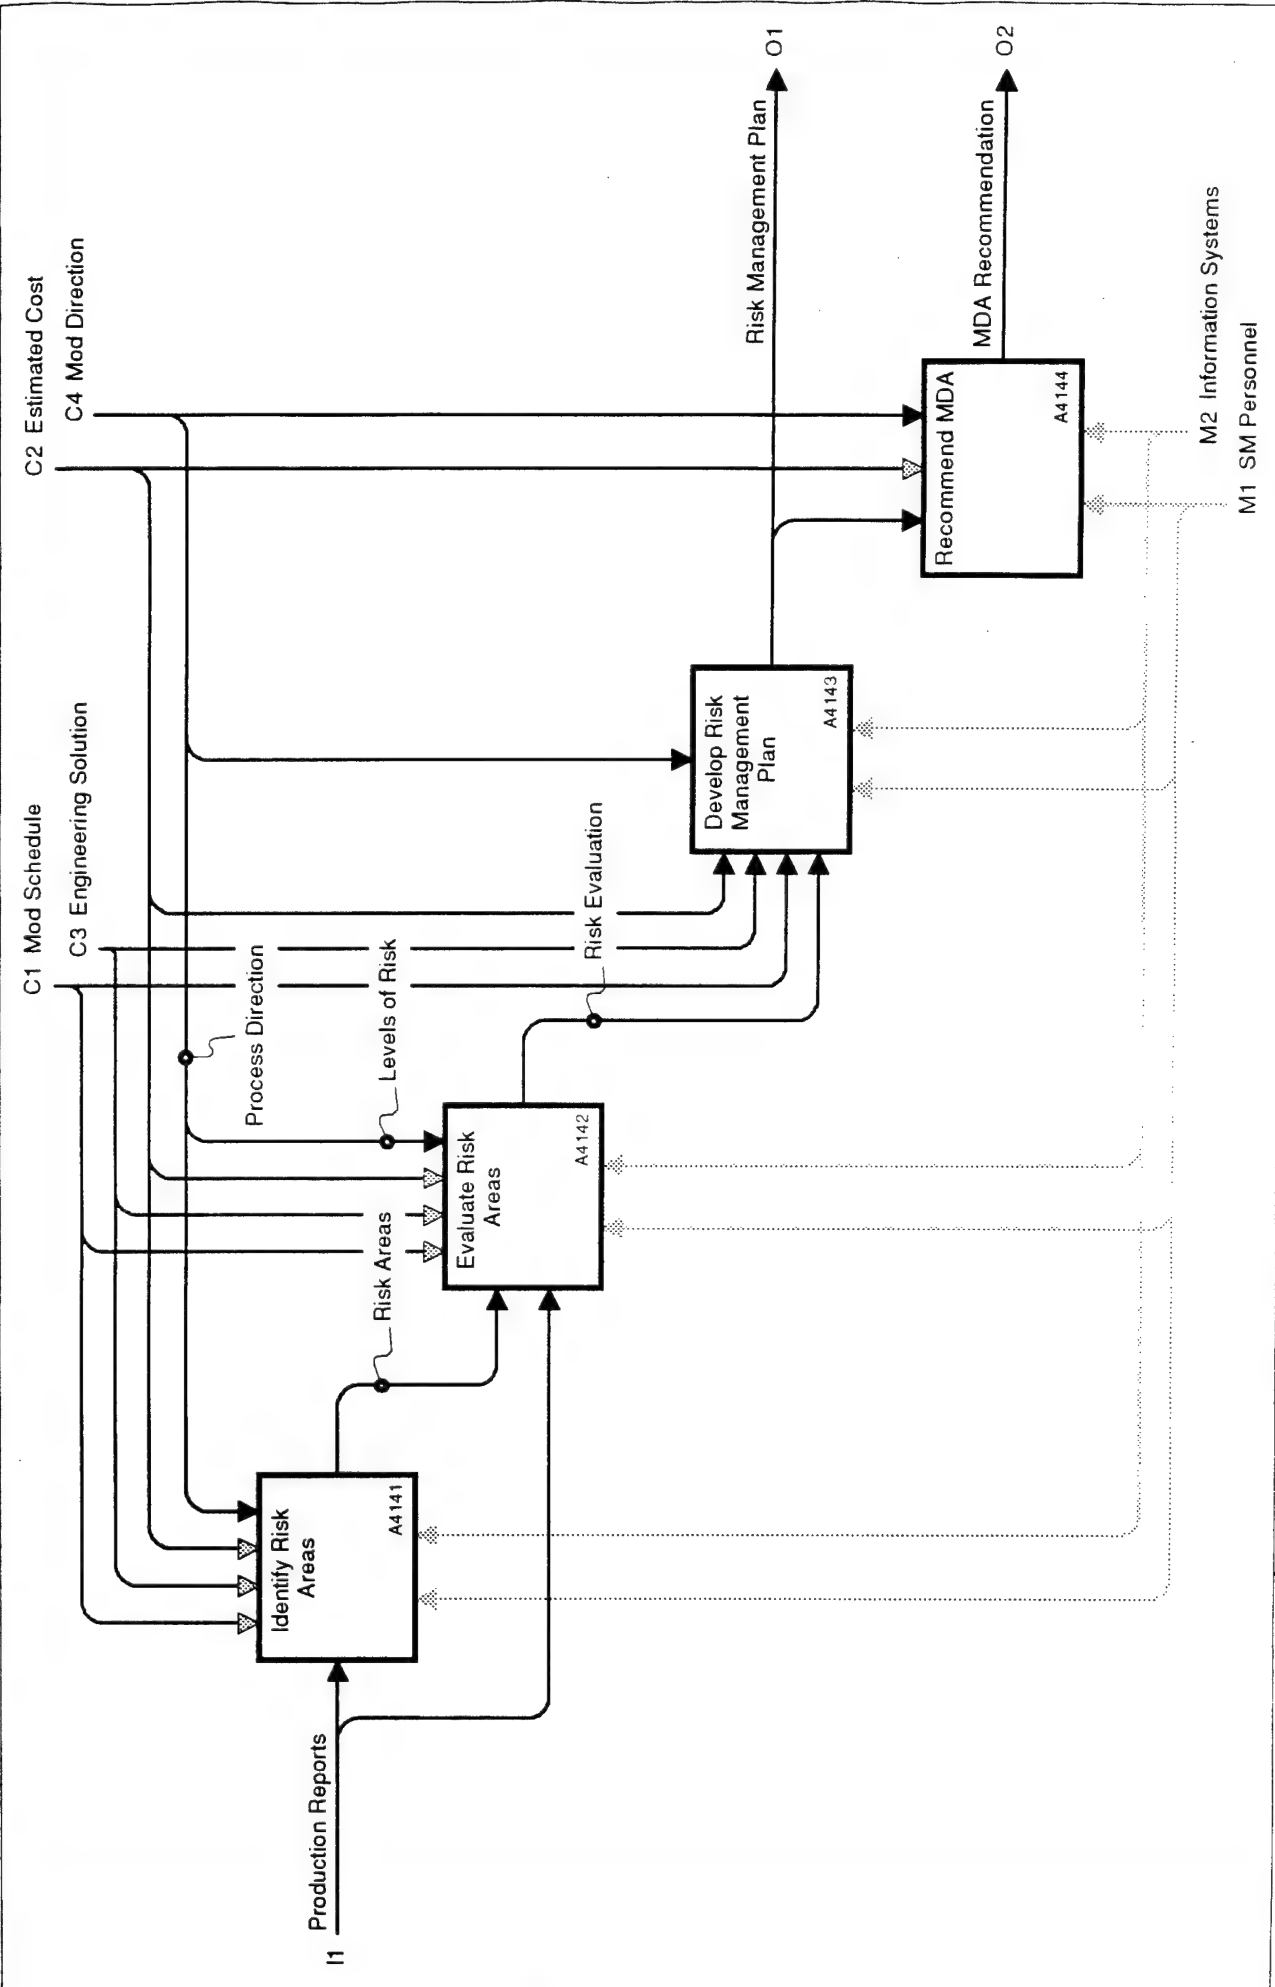 C1 Mod Schedule
C2 Estimated Cost
C3 Engineering Solution
C4 Mod Direction
Process Direction
I1
Production Reports
Identify Risk
Areas
A4141
Risk Areas
Levels of Risk
Evaluate Risk
Areas
A4142
Risk Evaluation
Develop Risk
Management
Plan
A4143
Risk Management Plan
O1
Recommend MDA
A4144
MDA Recommendation
O2
M2 Information Systems
M1 SM Personnel